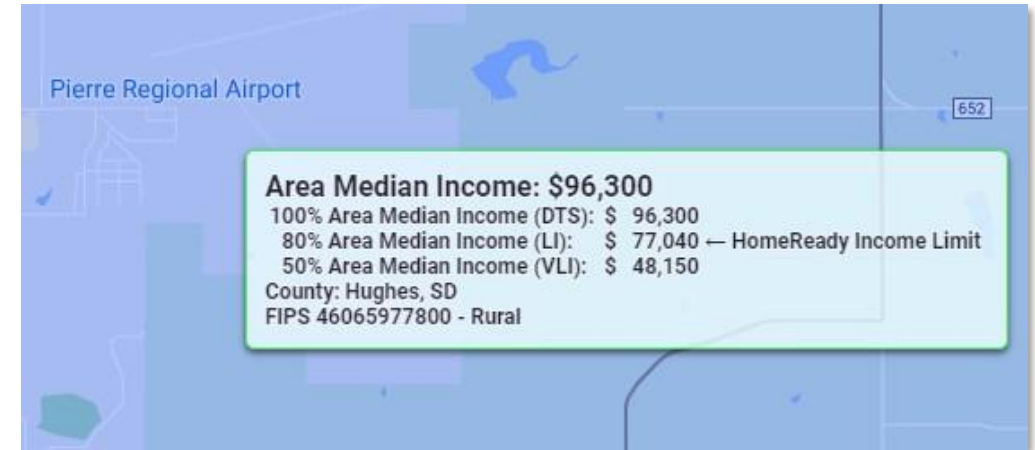 Pierre Regional Airport
652
Area Median Income: $96,300
100% Area Median Income (DTS): $ 96,300
80% Area Median Income (LI): $ 77,040 ← HomeReady Income Limit
50% Area Median Income (VLI): $ 48,150
County: Hughes, SD
FIPS 46065977800 - Rural